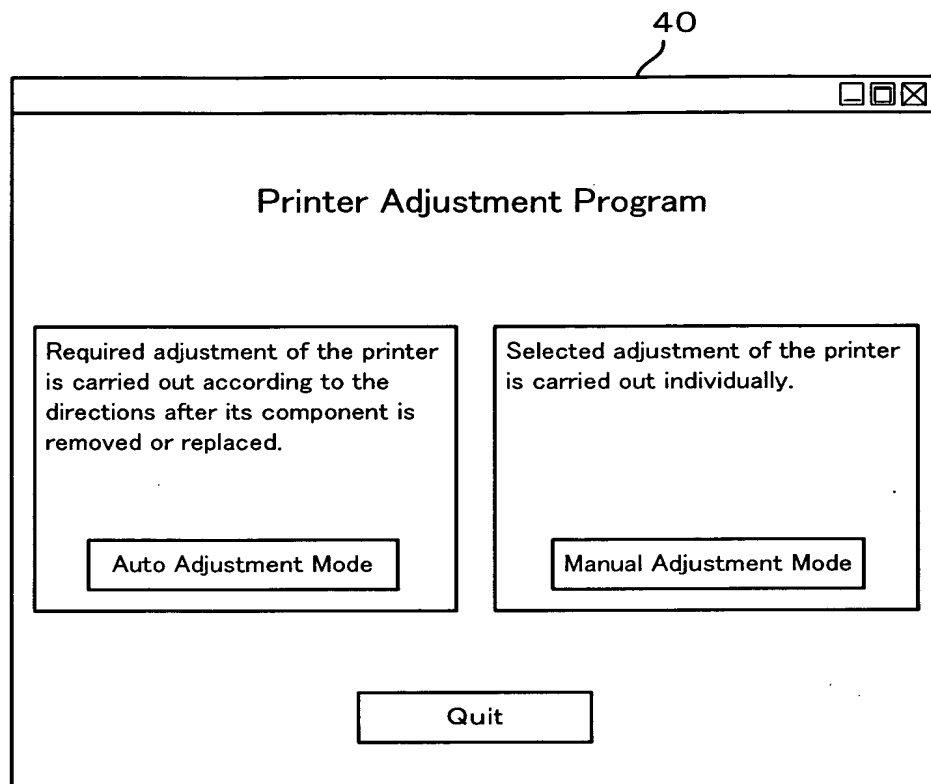 40
Printer Adjustment Program
Required adjustment of the printer
is carried out according to the
directions after its component is
removed or replaced.
Auto Adjustment Mode
Selected adjustment of the printer
is carried out individually.
Manual Adjustment Mode
Quit